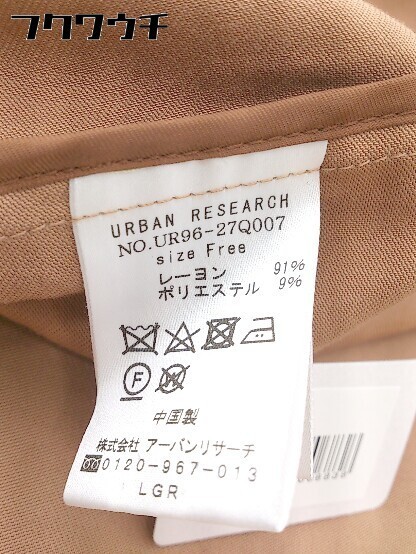 フクウウチ
URBAN RESEARCH
NO.UR96-27Q007
size Free
レーヨン 91%
ポリエステル 9%
F W
中国製
株式会社 アーバンリサーチ
0120-967-013
LGR